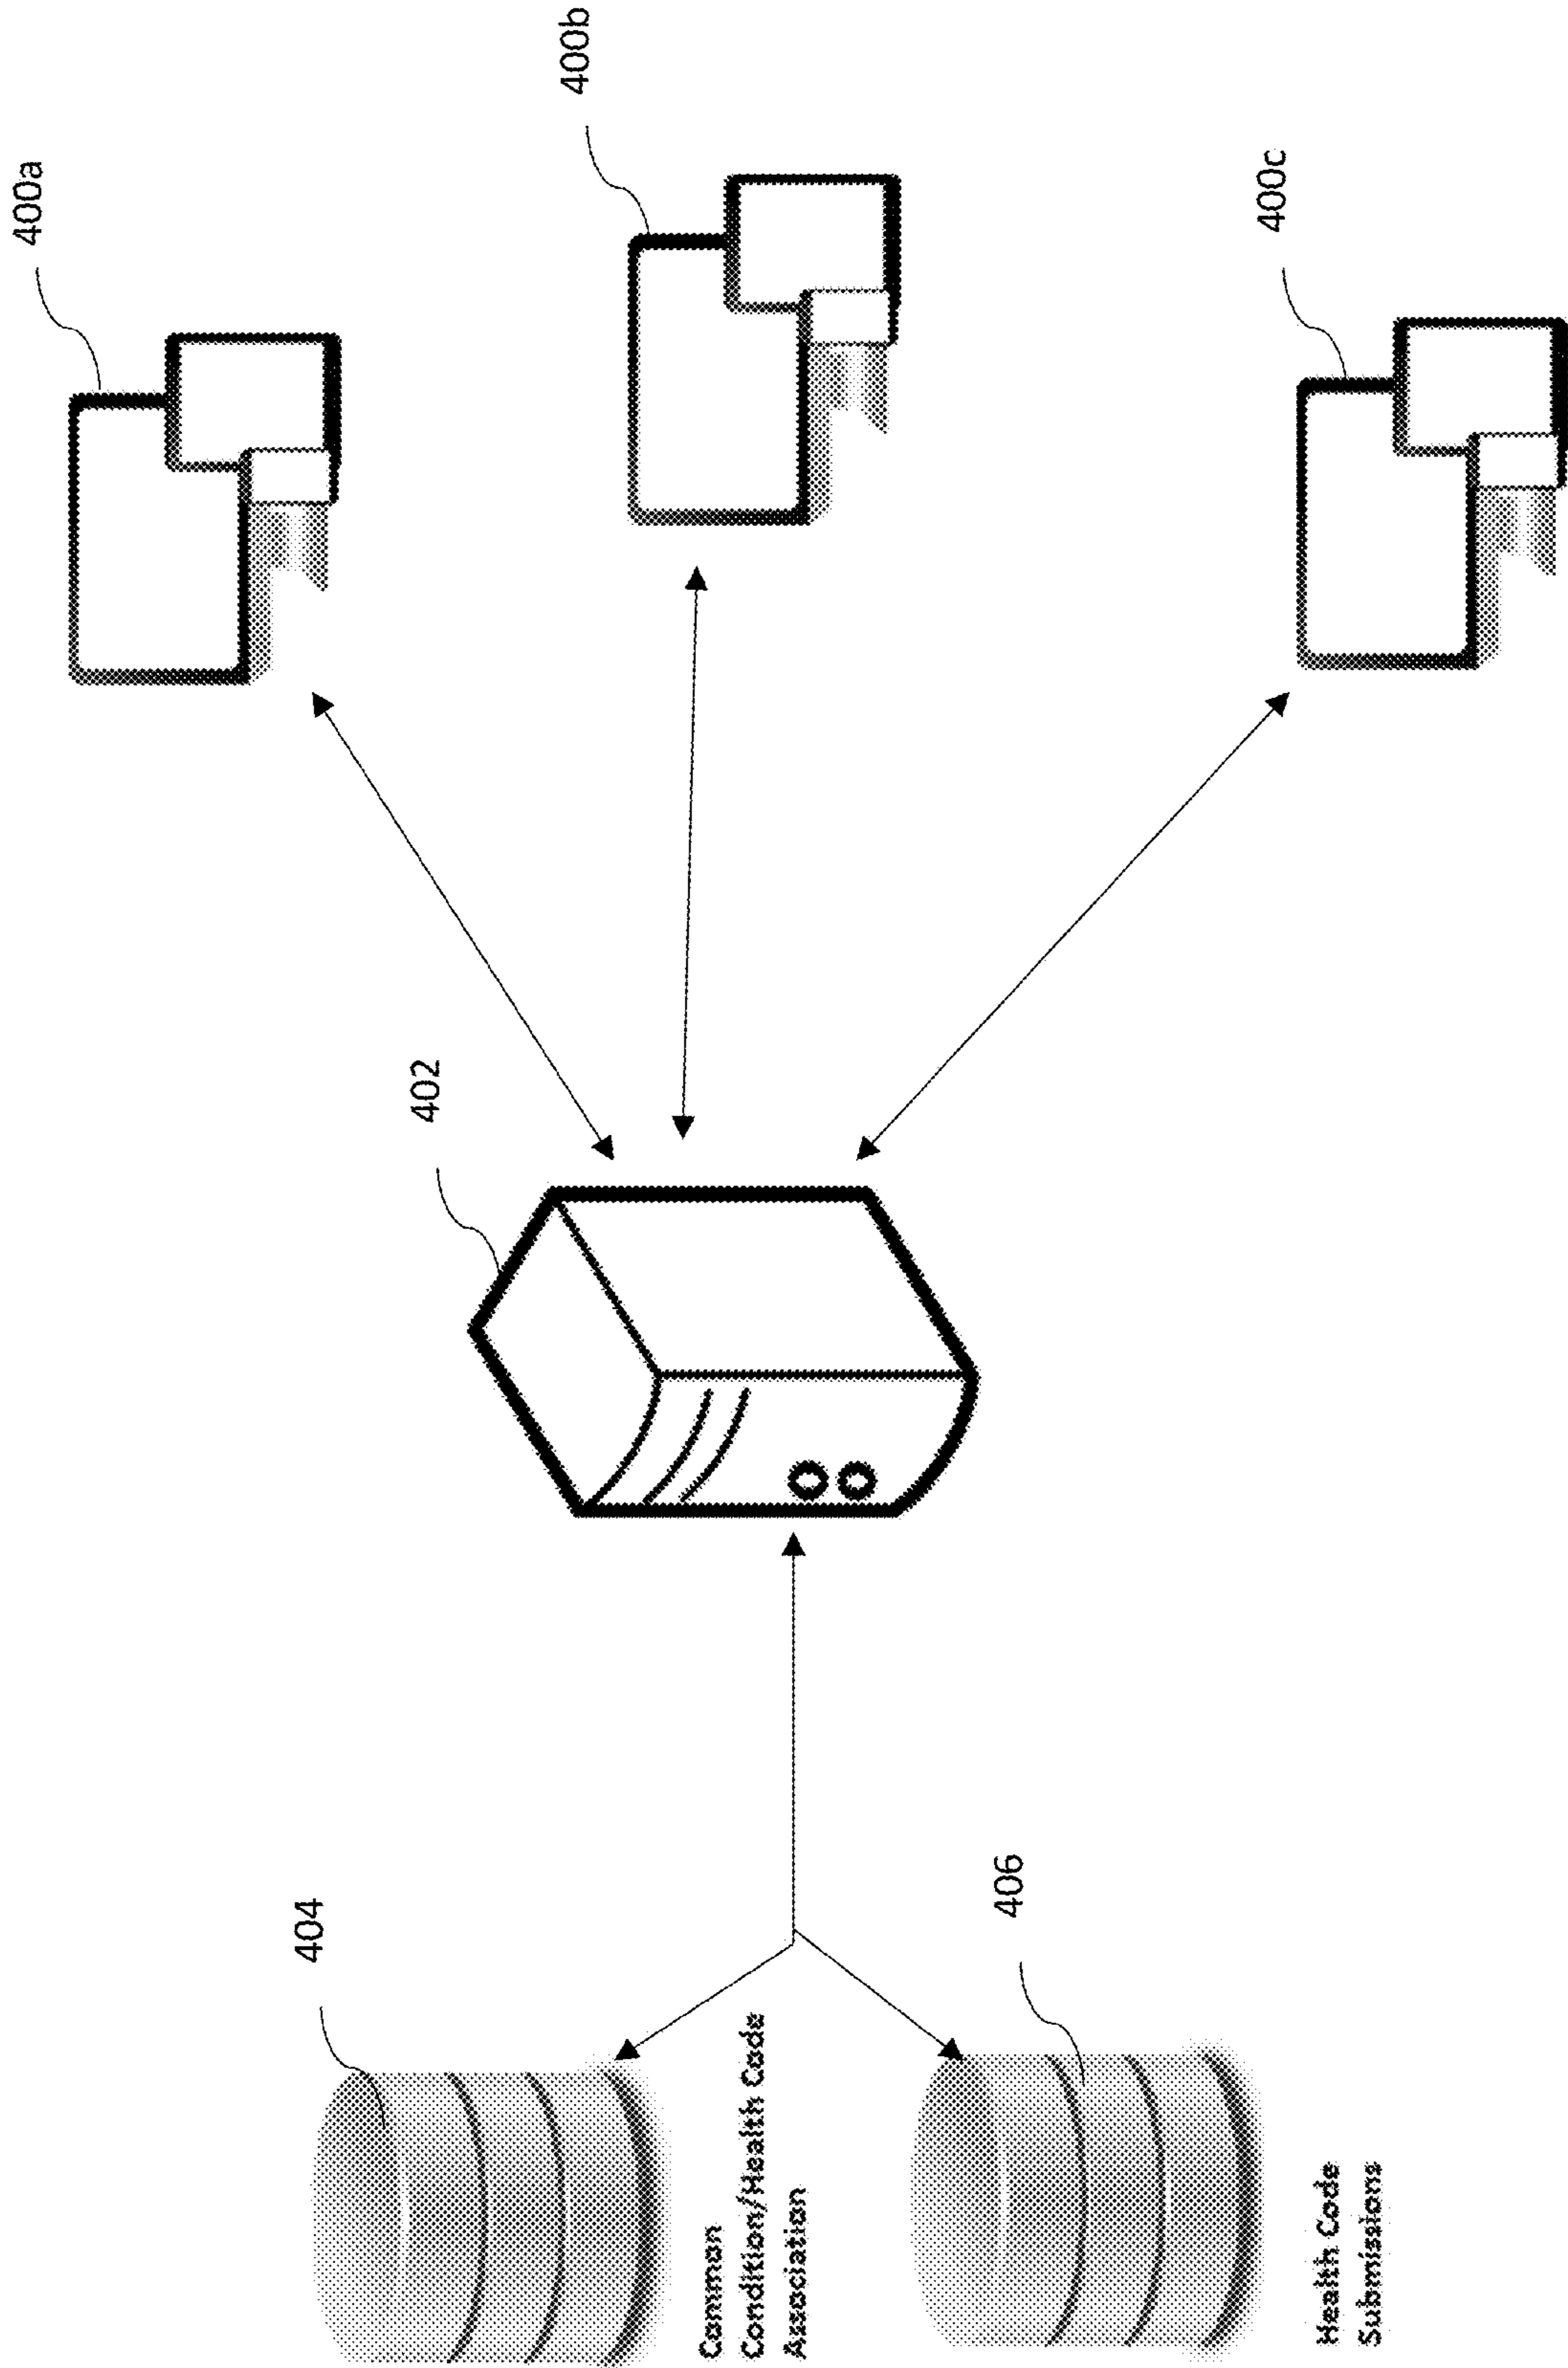 400a
400b
400c
402
404
Common
Condition/Health Code
Association
406
Health Code
Submissions